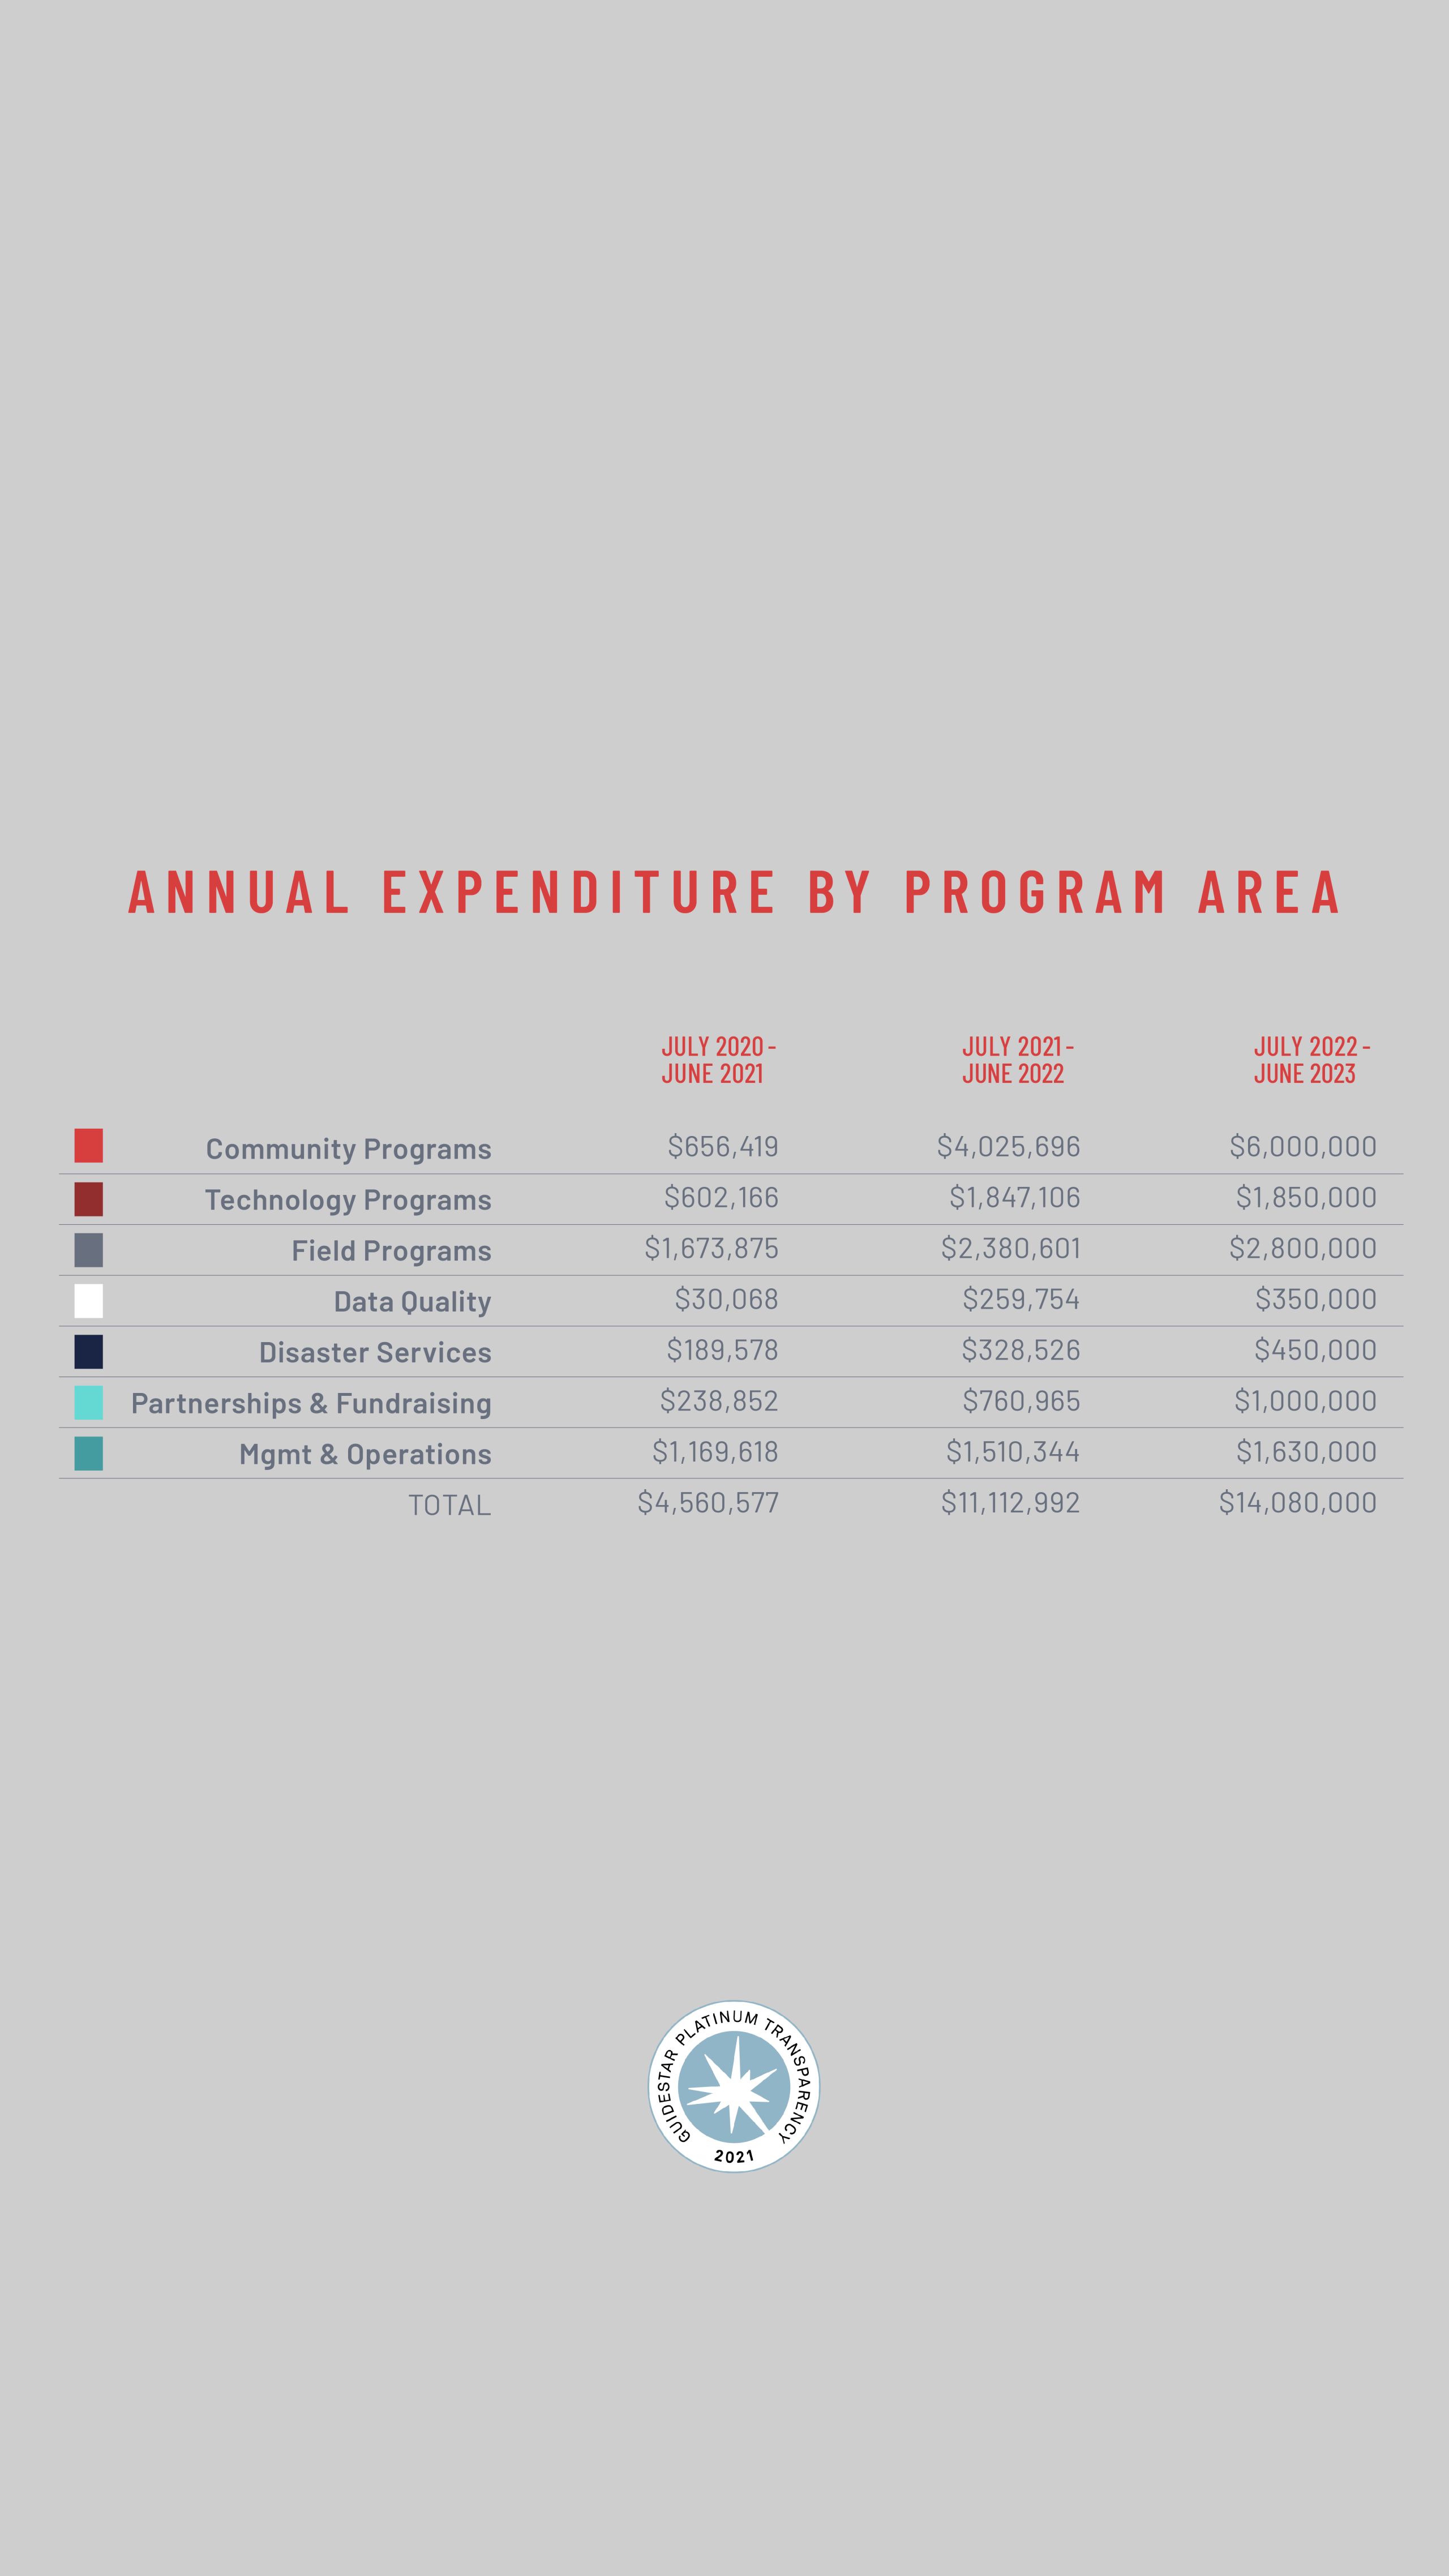 ANNUAL EXPENDITURE BY PROGRAM AREA
JULY 2020 - JULY 2021 - JULY 2022 -
JUNE 2021 JUNE 2022 JUNE 2023
Community Programs $656,419 $4,025,696 $6,000,000
Technology Programs $602,166 $1,847,106 $1,850,000
Field Programs $1,673,875 $2,380,601 $2,800,000
Data Quality $30,068 $259,754 $350,000
Disaster Services $189,578 $328,526 $450,000
Partnerships & Fundraising $238,852 $760,965 $1,000,000
Mgmt & Operations $1,169,618 $1,510,344 $1,630,000
TOTAL $4,560,577 $11,112,992 $14,080,000
GUIDESTAR PLATINUM TRANSPARENCY
2021